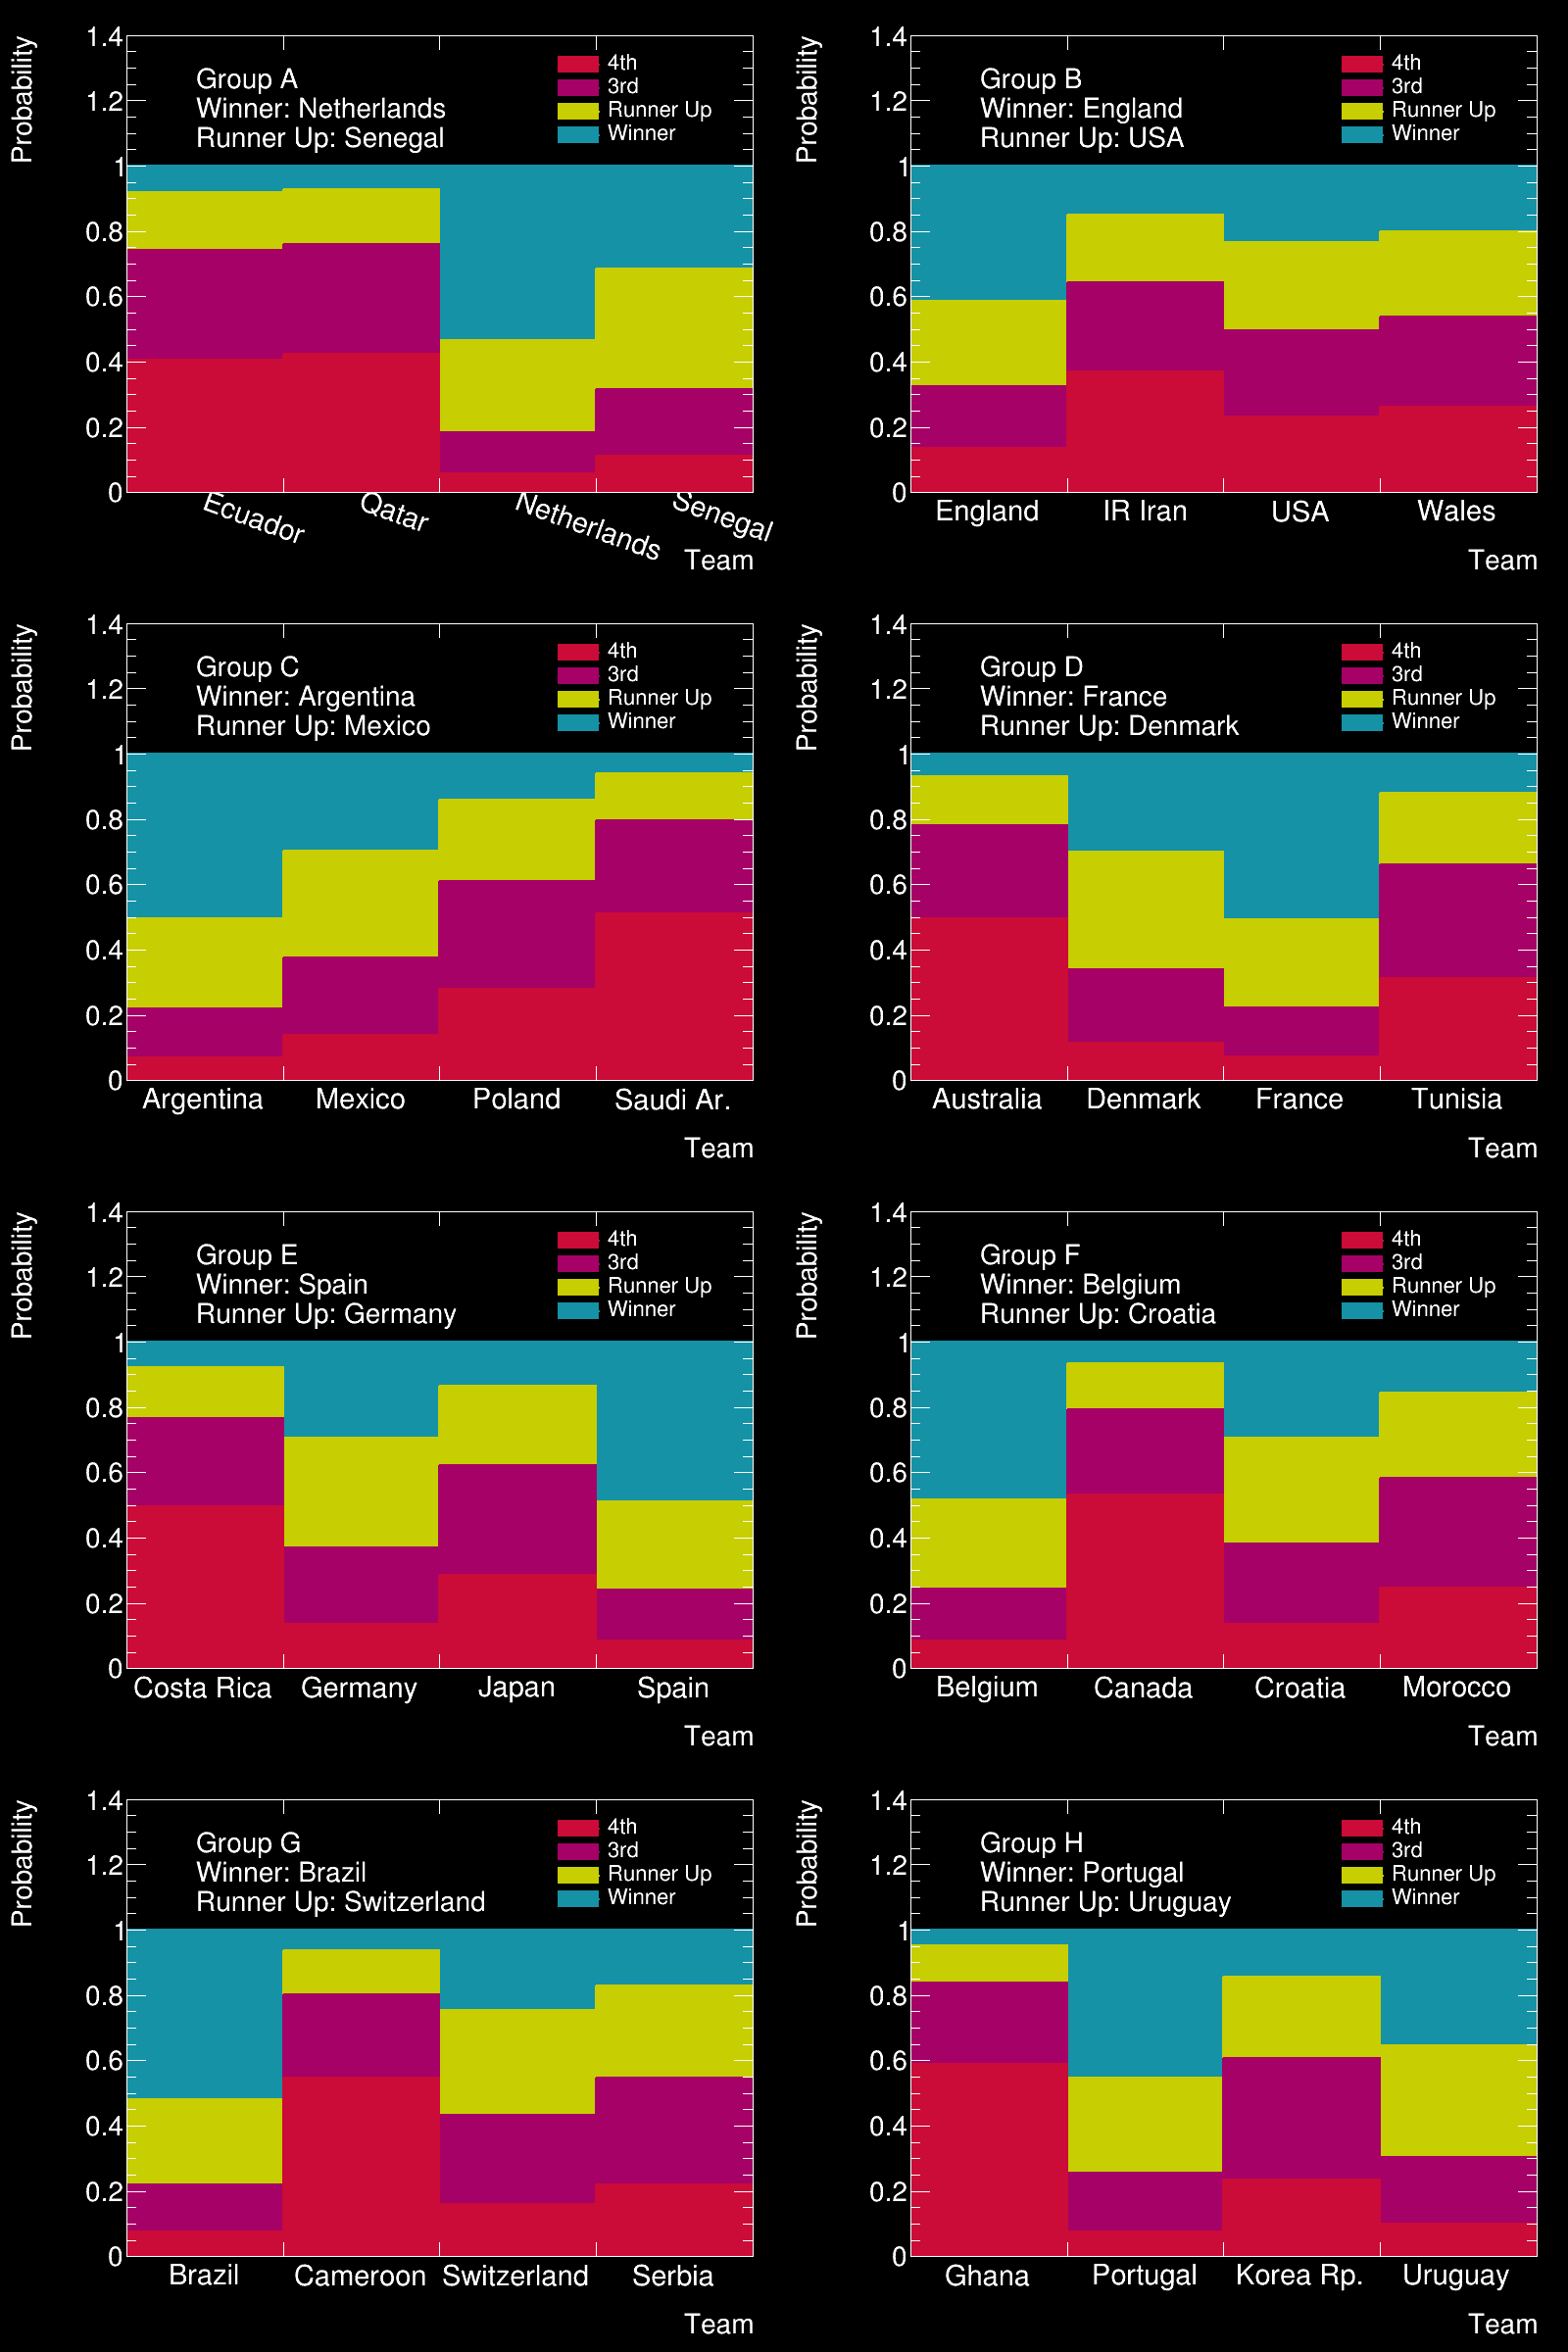 Probability
1.4
1.2
1
0.8
0.6
0.4
0.2
0
Group A
Winner: Netherlands
Runner Up: Senegal
4th
3rd
Runner Up
Winner
Ecuador Qatar Netherlands Senegal
Team
Probability
1.4
1.2
1
0.8
0.6
0.4
0.2
0
Group B
Winner: England
Runner Up: USA
4th
3rd
Runner Up
Winner
England IR Iran USA Wales
Team
Probability
1.4
1.2
1
0.8
0.6
0.4
0.2
0
Group C
Winner: Argentina
Runner Up: Mexico
4th
3rd
Runner Up
Winner
Argentina Mexico Poland Saudi Ar.
Team
Probability
1.4
1.2
1
0.8
0.6
0.4
0.2
0
Group D
Winner: France
Runner Up: Denmark
4th
3rd
Runner Up
Winner
Australia Denmark France Tunisia
Team
Probability
1.4
1.2
1
0.8
0.6
0.4
0.2
0
Group E
Winner: Spain
Runner Up: Germany
4th
3rd
Runner Up
Winner
Costa Rica Germany Japan Spain
Team
Probability
1.4
1.2
1
0.8
0.6
0.4
0.2
0
Group F
Winner: Belgium
Runner Up: Croatia
4th
3rd
Runner Up
Winner
Belgium Canada Croatia Morocco
Team
Probability
1.4
1.2
1
0.8
0.6
0.4
0.2
0
Group G
Winner: Brazil
Runner Up: Switzerland
4th
3rd
Runner Up
Winner
Brazil Cameroon Switzerland Serbia
Team
Probability
1.4
1.2
1
0.8
0.6
0.4
0.2
0
Group H
Winner: Portugal
Runner Up: Uruguay
4th
3rd
Runner Up
Winner
Ghana Portugal Korea Rp. Uruguay
Team